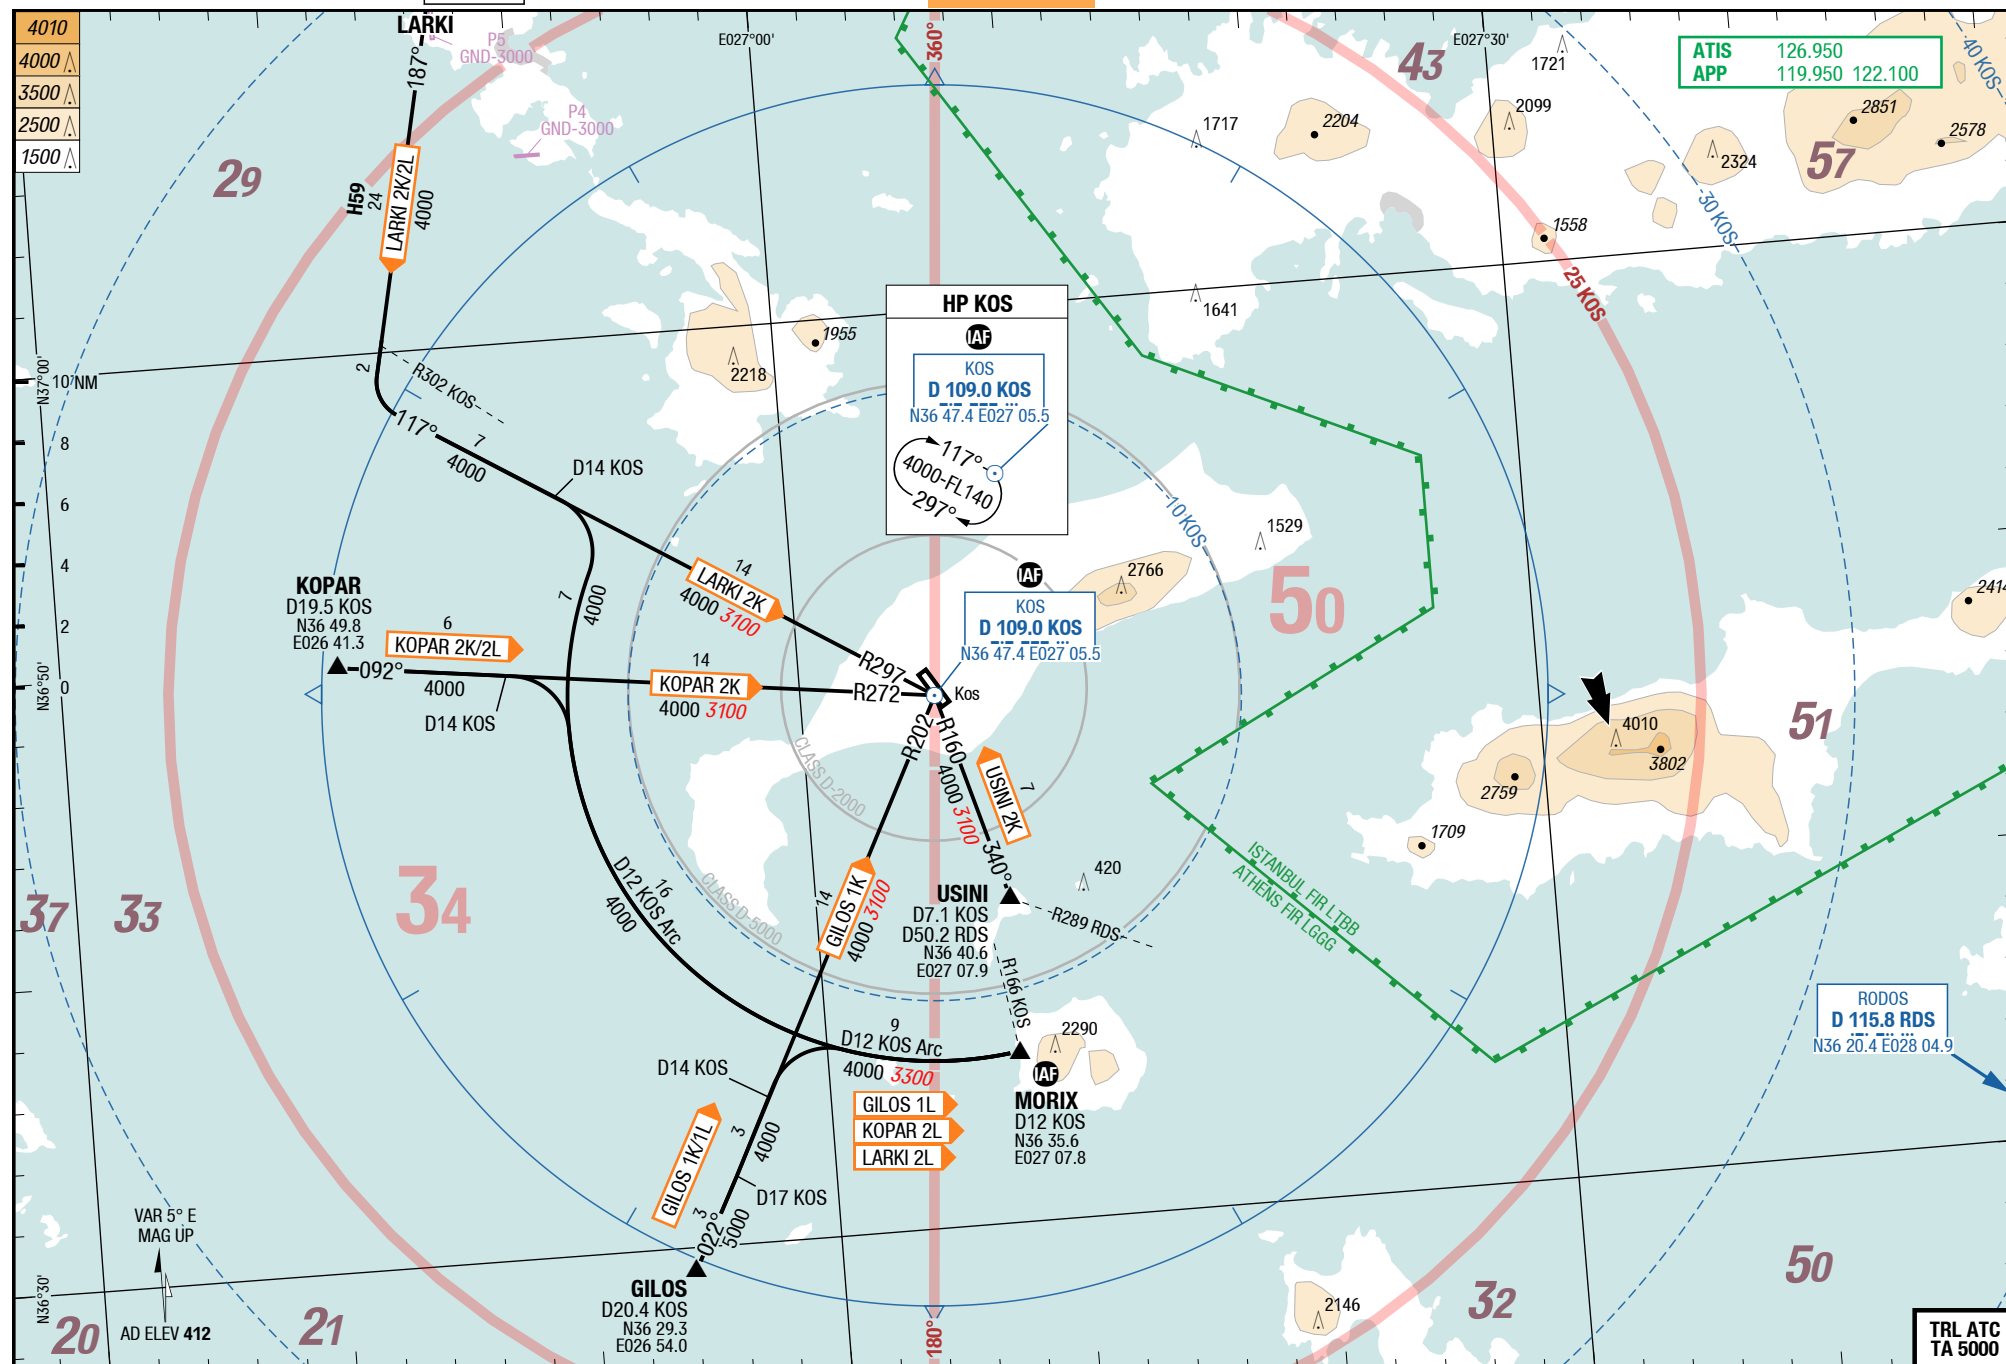 4010
4000
3500
2500
1500
LARKI
187°
P5
GND-3000
P4
GND-3000
E027°00'
360°
E027°30'
43
1721
ATIS 126.950
APP 119.950 122.100
40 KOS
2851
2578
57
2099
2204
1717
2324
29
H59
24
LARKI 2K/2L
4000
30 KOS
1558
25 KOS
1641
HP KOS
IAF
KOS
D 109.0 KOS
N36 47.4 E027 05.5
117°
4000-FL140
297°
1955
2218
N37°00'
10 NM
8
6
4
2
0
N36°50'
2
R302 KOS
117°
7
4000
D14 KOS
10 KOS
1529
2766
50
IAF
KOS
D 109.0 KOS
N36 47.4 E027 05.5
14
LARKI 2K
4000 3100
7
4000
KOPAR
D19.5 KOS
N36 49.8
E026 41.3
092°
6
KOPAR 2K/2L
4000
D14 KOS
14
KOPAR 2K
4000 3100
R297
R272
Kos
R202
R160
2414
51
4010
3802
2759
1709
CLASS D-2000
CLASS D-5000
4000 3100
USINI 2K
7
340°
USINI
D7.1 KOS
D50.2 RDS
N36 40.6
E027 07.9
420
R289 RDS
R166 KOS
ISTANBUL FIR LTBB
ATHENS FIR LGGG
37
33
34
16
D12 KOS Arc
4000
14
GILOS 1K
4000 3100
9
D12 KOS Arc
4000 3300
2290
IAF
MORIX
D12 KOS
N36 35.6
E027 07.8
GILOS 1L
KOPAR 2L
LARKI 2L
RODOS
D 115.8 RDS
N36 20.4 E028 04.9
D14 KOS
3
4000
GILOS 1K/1L
D17 KOS
3
5000
022°
GILOS
D20.4 KOS
N36 29.3
E026 54.0
VAR 5° E
MAG UP
N36°30'
AD ELEV 412
20
21
180°
2146
32
50
TRL ATC
TA 5000